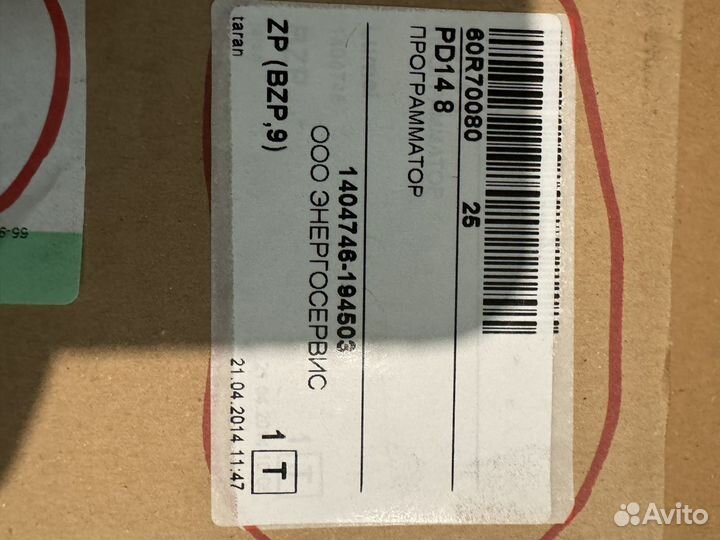 60R70080 25
PD14 8
ПРОГРАММАТОР
1404746-194503
ООО ЭНЕРГОСЕРВИС
ZP (BZP,9) 1 T
taran 21.04.2014 11:47
Avito